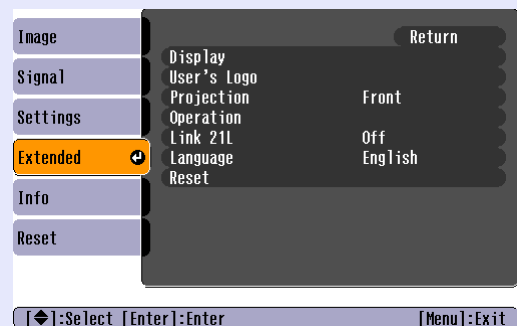 Image
Signal
Settings
Extended
Info
Reset
Return
Display
User's Logo
Projection Front
Operation
Link 21L Off
Language English
Reset
[◆]:Select [Enter]:Enter [Menu]:Exit